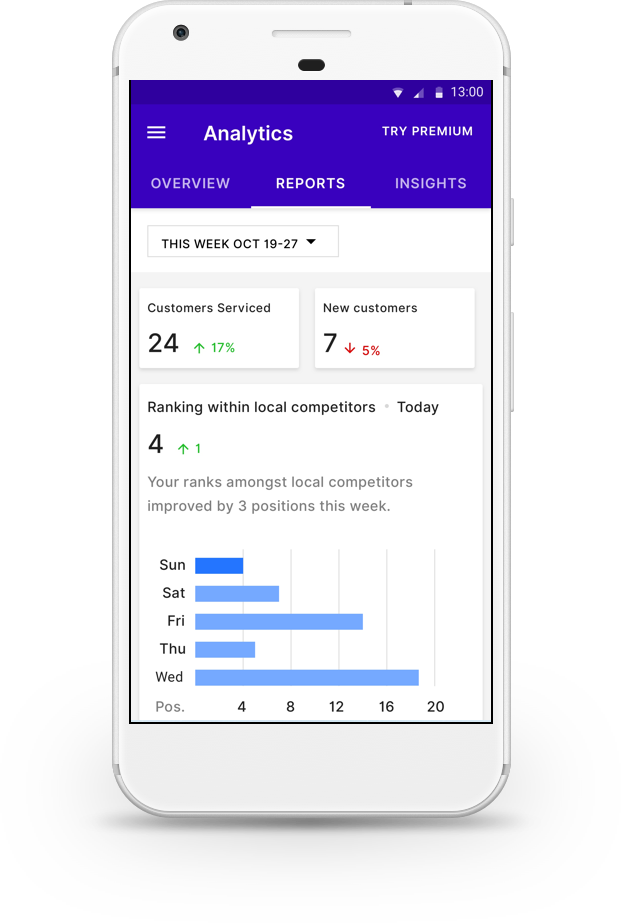 13:00
Analytics
TRY PREMIUM
OVERVIEW
REPORTS
INSIGHTS
THIS WEEK OCT 19-27
Customers Serviced
24 ↑ 17%
New customers
7 ↓ 5%
Ranking within local competitors • Today
4 ↑ 1
Your ranks amongst local competitors
improved by 3 positions this week.
Sun
Sat
Fri
Thu
Wed
Pos. 4 8 12 16 20